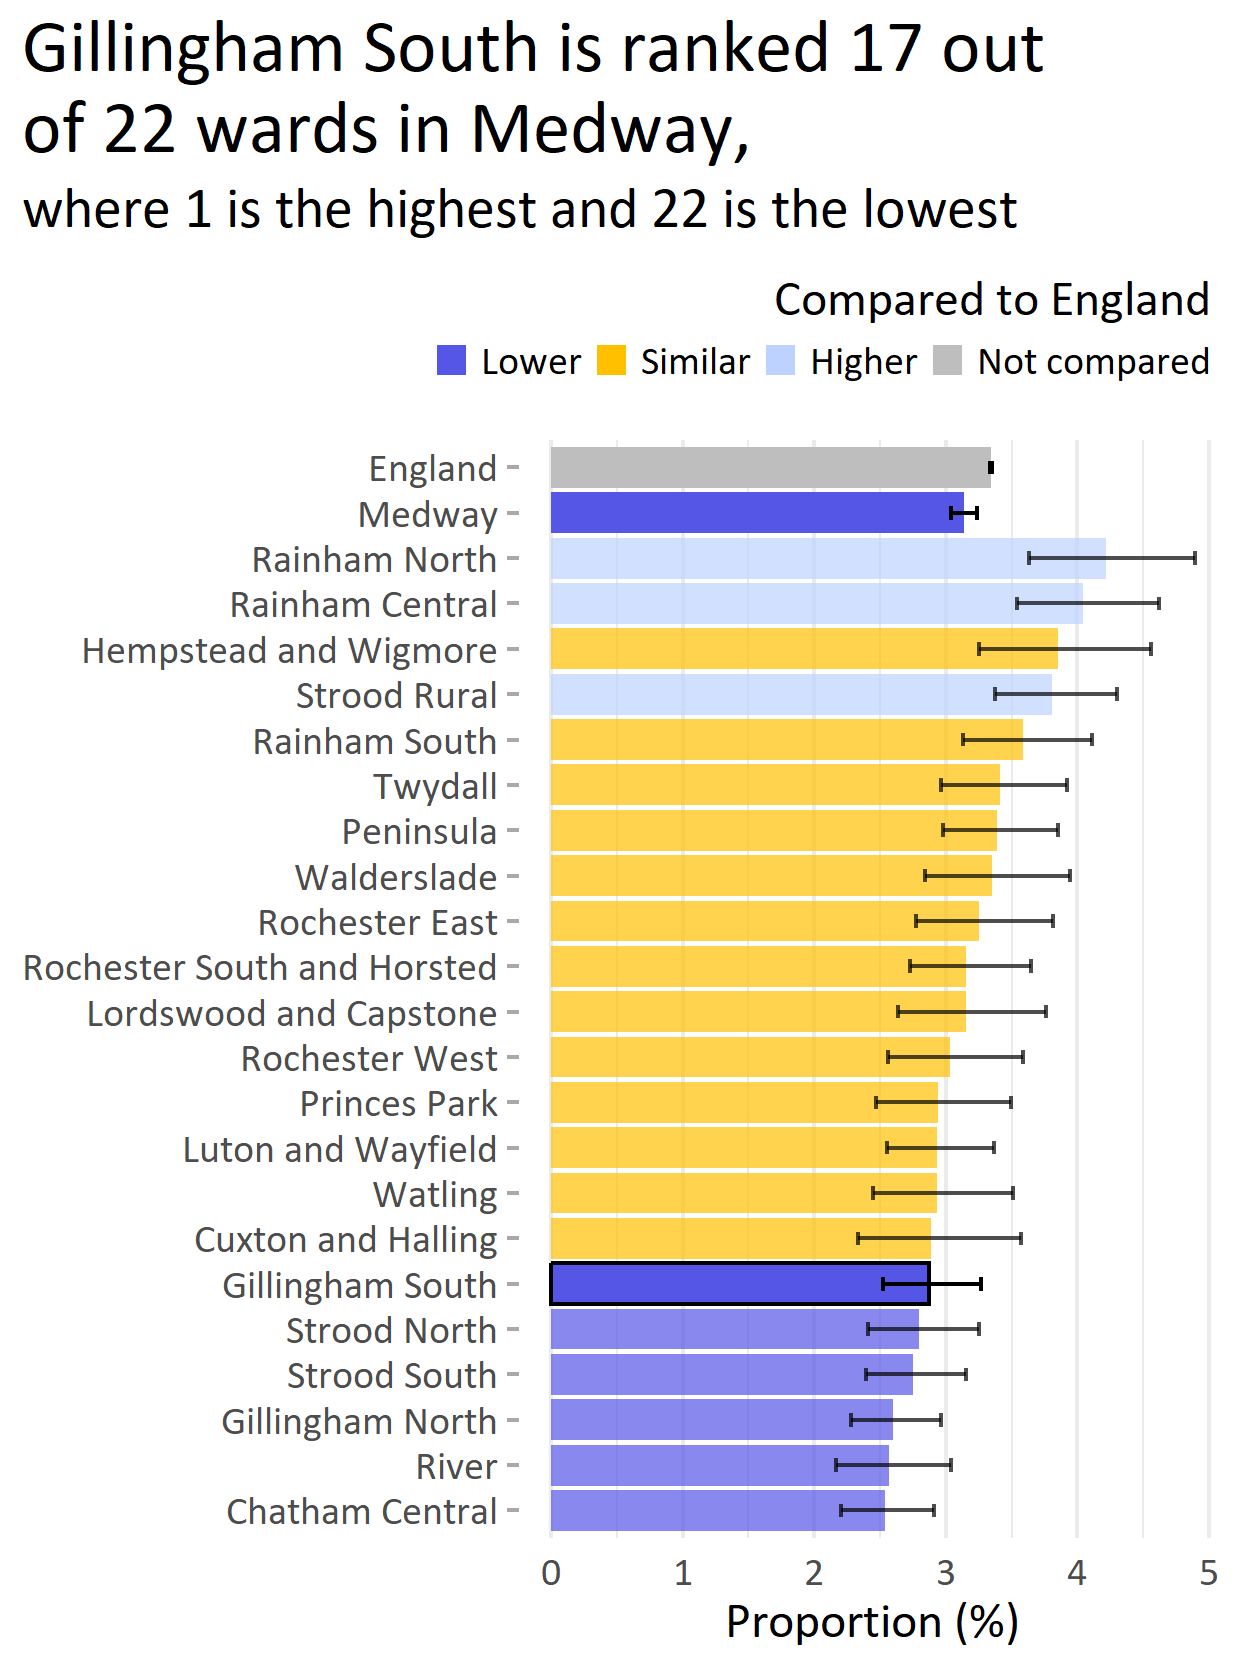 Gillingham South is ranked 17 out
of 22 wards in Medway,
where 1 is the highest and 22 is the lowest
Compared to England
Lower Similar Higher Not compared
England
Medway
Rainham North
Rainham Central
Hempstead and Wigmore
Strood Rural
Rainham South
Twydall
Peninsula
Walderslade
Rochester East
Rochester South and Horsted
Lordswood and Capstone
Rochester West
Princes Park
Luton and Wayfield
Watling
Cuxton and Halling
Gillingham South
Strood North
Strood South
Gillingham North
River
Chatham Central
0 1 2 3 4 5
Proportion (%)